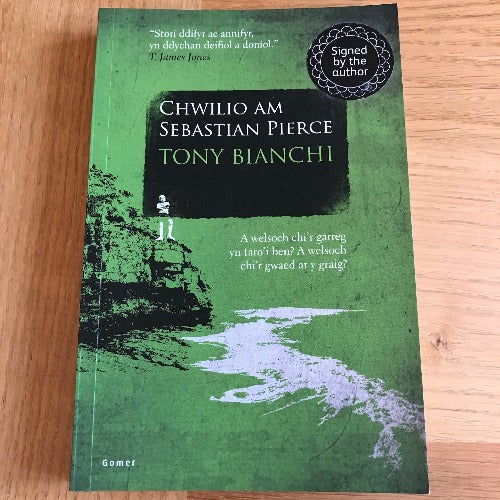 "Stori ddifyr ac annifyr,
yn ddychan deifiol a doniol."
T. James Jones
Signed
by the
author
CHWILIO AM
SEBASTIAN PIERCE
TONY BIANCHI
A welsoch chi'r garreg
yn taro'i ben? A welsoch
chi'r gwaed ar y graig?
Gomer